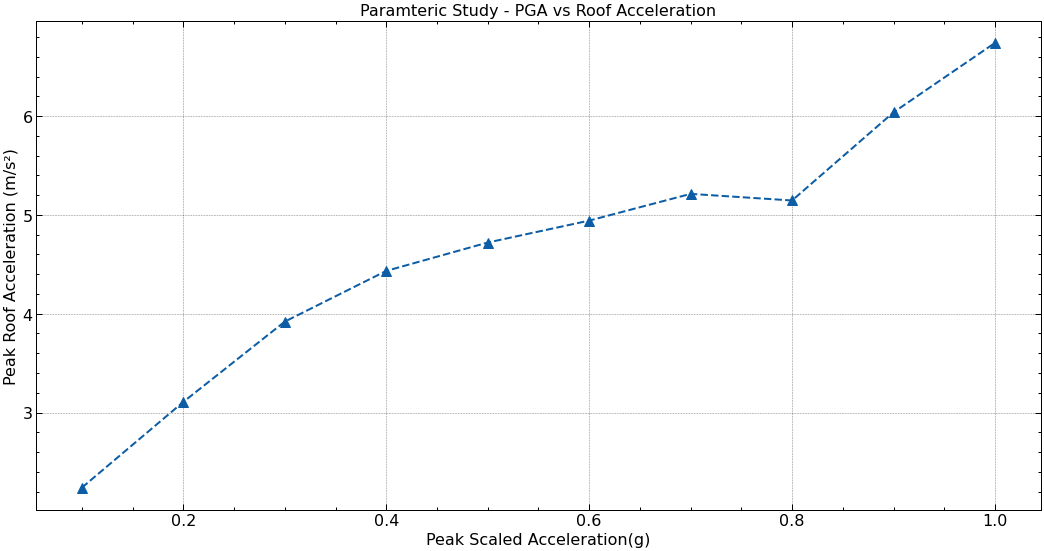 Paramteric Study - PGA vs Roof Acceleration
Peak Roof Acceleration (m/s²)
6
5
4
3
0.2 0.4 0.6 0.8 1.0
Peak Scaled Acceleration(g)